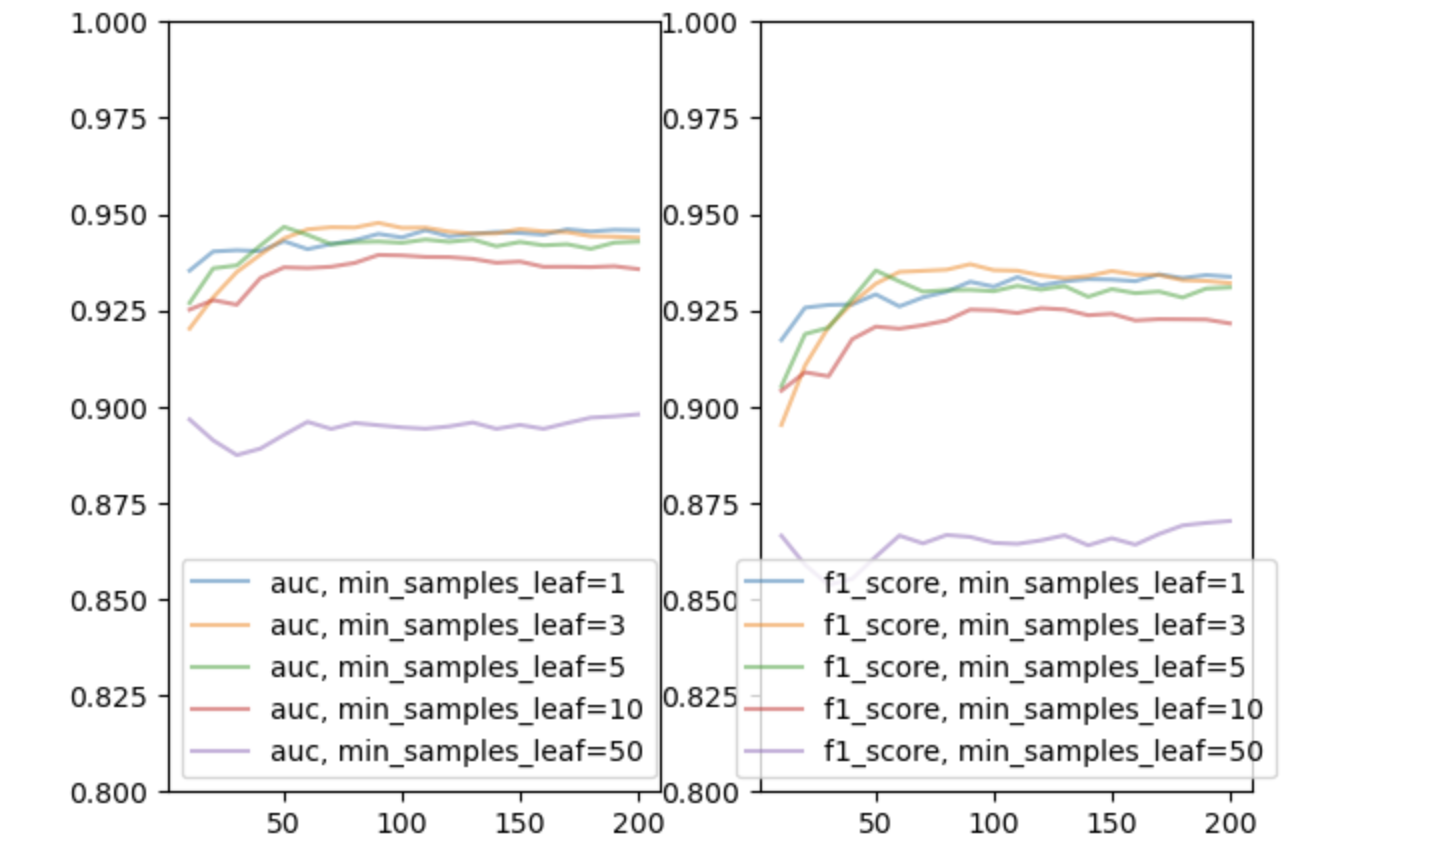 1.000
0.975
0.950
0.925
0.900
0.875
0.850
0.825
0.800
50 100 150 200
auc, min_samples_leaf=1
auc, min_samples_leaf=3
auc, min_samples_leaf=5
auc, min_samples_leaf=10
auc, min_samples_leaf=50
1.000
0.975
0.950
0.925
0.900
0.875
0.850
0.825
0.800
50 100 150 200
f1_score, min_samples_leaf=1
f1_score, min_samples_leaf=3
f1_score, min_samples_leaf=5
f1_score, min_samples_leaf=10
f1_score, min_samples_leaf=50